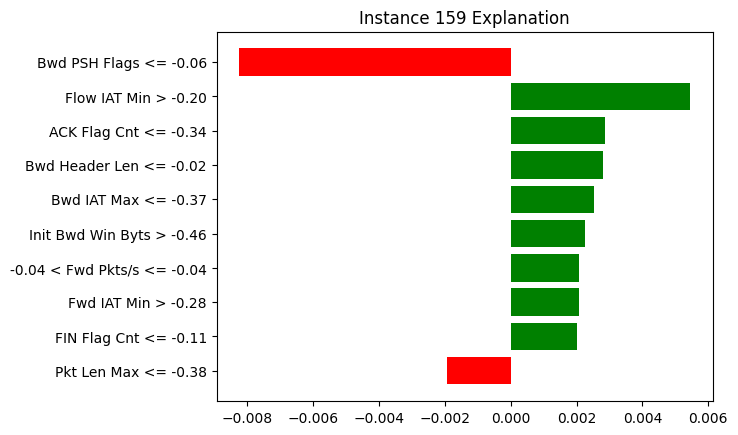 Instance 159 Explanation
Bwd PSH Flags <= -0.06
Flow IAT Min > -0.20
ACK Flag Cnt <= -0.34
Bwd Header Len <= -0.02
Bwd IAT Max <= -0.37
Init Bwd Win Byts > -0.46
-0.04 < Fwd Pkts/s <= -0.04
Fwd IAT Min > -0.28
FIN Flag Cnt <= -0.11
Pkt Len Max <= -0.38
−0.008 −0.006 −0.004 −0.002 0.000 0.002 0.004 0.006